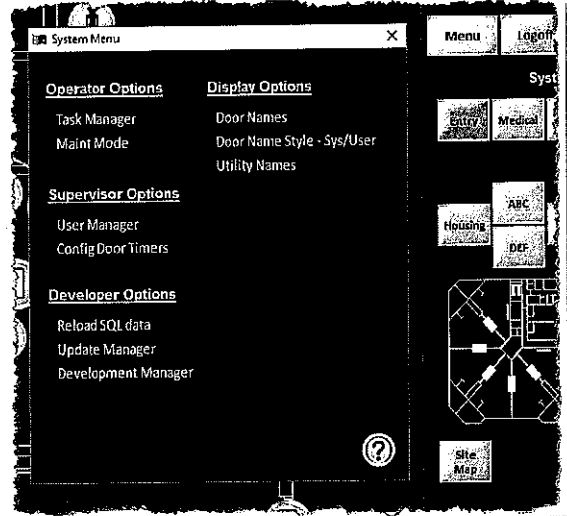 System Menu
Operator Options
Task Manager
Maint Mode
Supervisor Options
User Manager
Config Door Timers
Developer Options
Reload SQL data
Update Manager
Development Manager
Display Options
Door Names
Door Name Style - Sys/User
Utility Names
?
Menu
Logoff
Syst
Entry
Medical
Housing
ABC
DEF
Site
Map